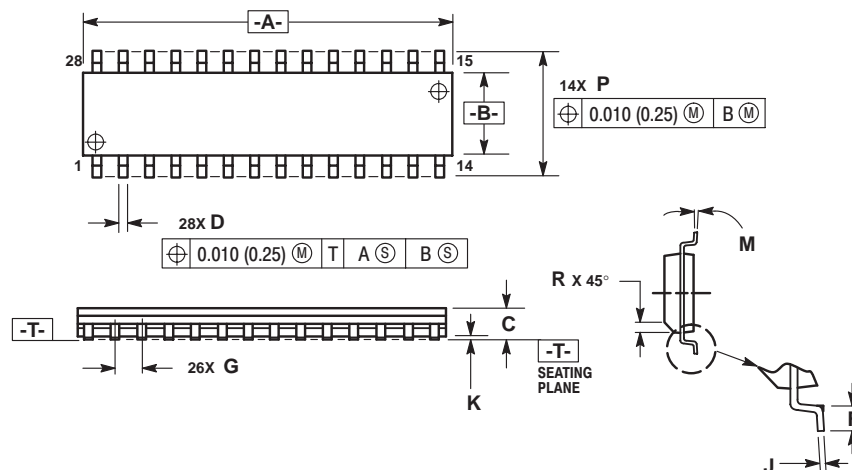 -A-
28
15
14X P
⌖ 0.010 (0.25) Ⓜ B Ⓜ
-B-
1
14
28X D
⌖ 0.010 (0.25) Ⓜ T A Ⓢ B Ⓢ
M
R X 45°
-T-
C
-T-
SEATING
PLANE
26X G
K
J